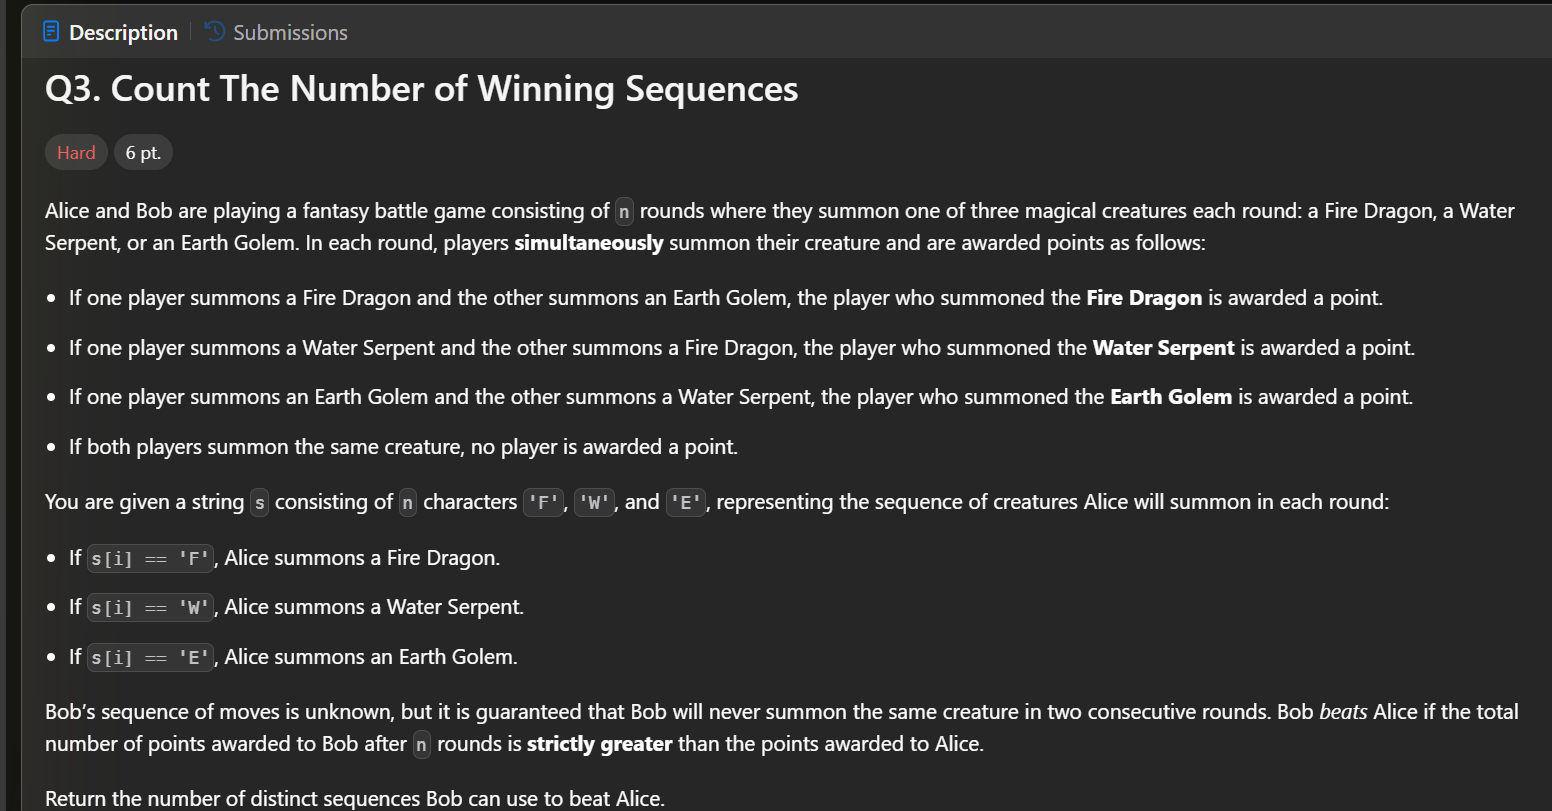 Description
Submissions
Q3. Count The Number of Winning Sequences
Hard
6 pt.
Alice and Bob are playing a fantasy battle game consisting of n rounds where they summon one of three magical creatures each round: a Fire Dragon, a Water
Serpent, or an Earth Golem. In each round, players simultaneously summon their creature and are awarded points as follows:
• If one player summons a Fire Dragon and the other summons an Earth Golem, the player who summoned the Fire Dragon is awarded a point.
• If one player summons a Water Serpent and the other summons a Fire Dragon, the player who summoned the Water Serpent is awarded a point.
• If one player summons an Earth Golem and the other summons a Water Serpent, the player who summoned the Earth Golem is awarded a point.
• If both players summon the same creature, no player is awarded a point.
You are given a string s consisting of n characters 'F', 'W', and 'E', representing the sequence of creatures Alice will summon in each round:
• If s[i] == 'F', Alice summons a Fire Dragon.
• If s[i] == 'W', Alice summons a Water Serpent.
• If s[i] == 'E', Alice summons an Earth Golem.
Bob’s sequence of moves is unknown, but it is guaranteed that Bob will never summon the same creature in two consecutive rounds. Bob beats Alice if the total
number of points awarded to Bob after n rounds is strictly greater than the points awarded to Alice.
Return the number of distinct sequences Bob can use to beat Alice.